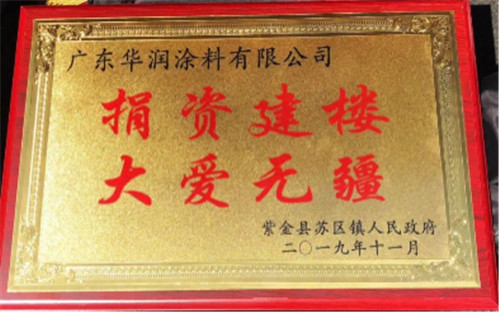 广东华润涂料有限公司
捐资建楼
大爱无疆
紫金县苏区镇人民政府
二〇一九年十一月